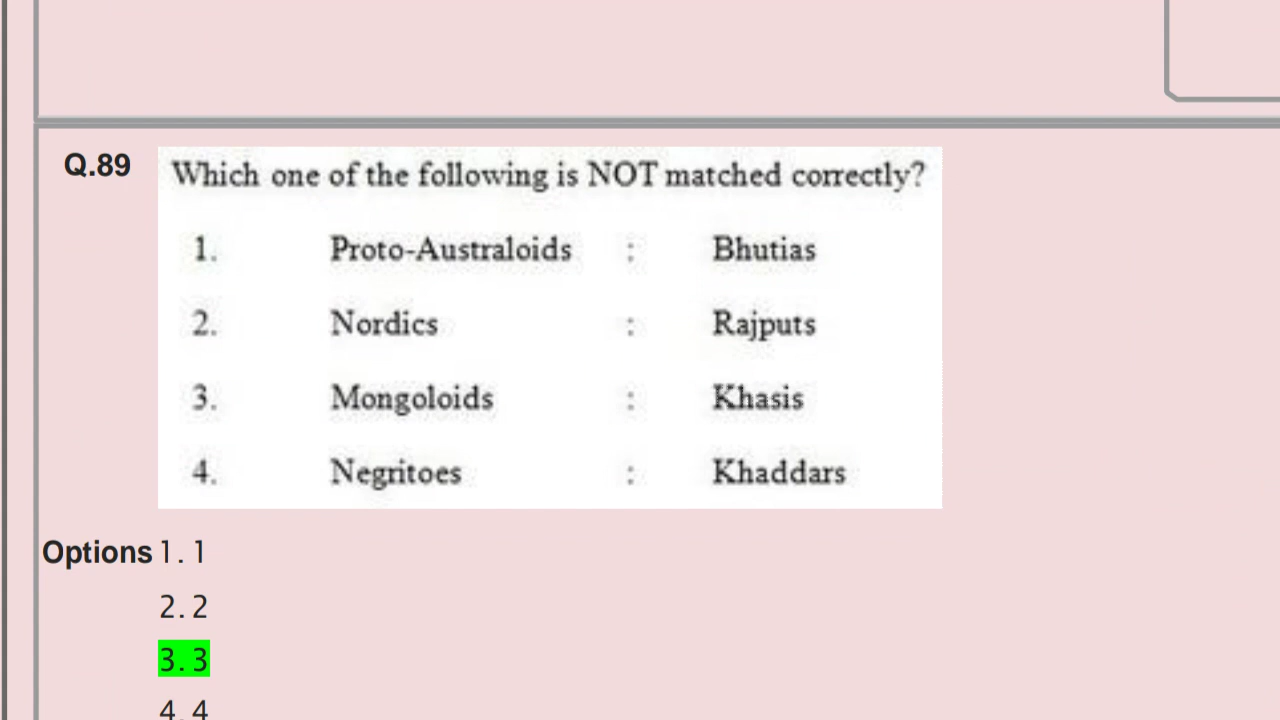 Q.89 Which one of the following is NOT matched correctly?
1. Proto-Australoids : Bhutias
2. Nordics : Rajputs
3. Mongoloids : Khasis
4. Negritoes : Khaddars
Options 1. 1
2. 2
3. 3
4. 4